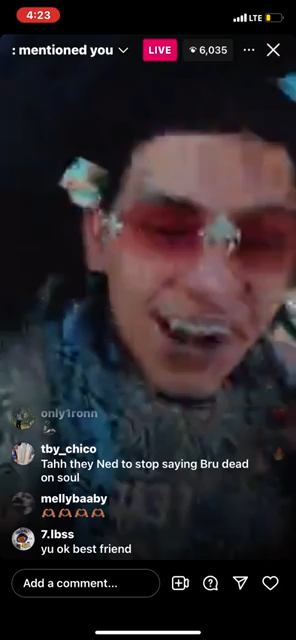 4:23
LTE
: mentioned you
LIVE
6,035
only1ronn
tby_chico
Tahh they Ned to stop saying Bru dead
on soul
mellybaaby
7.lbss
yu ok best friend
Add a comment...